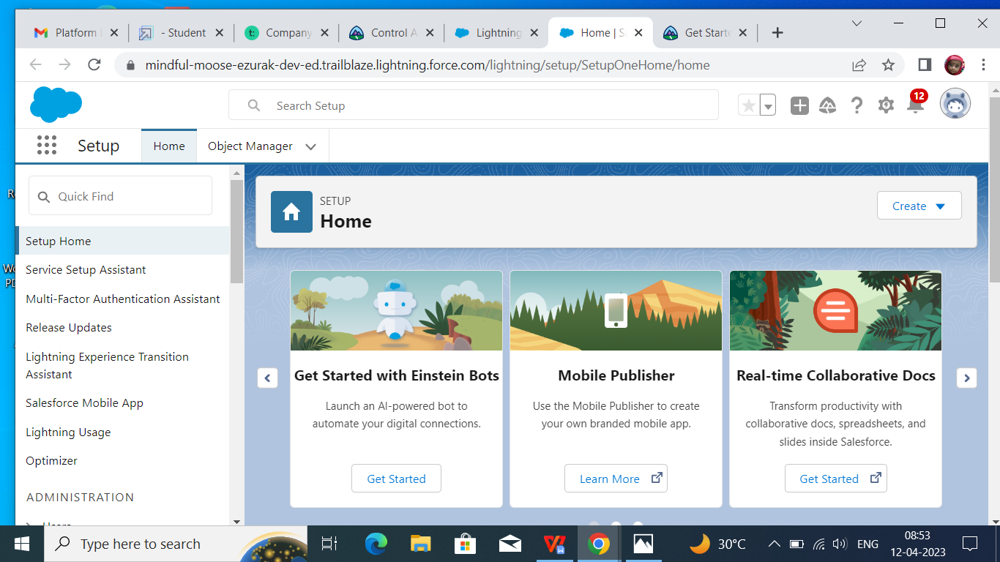 Platform
- Student
Company
Control A
Lightning
Home | S
Get Starte
mindful-moose-ezurak-dev-ed.trailblaze.lightning.force.com/lightning/setup/SetupOneHome/home
Search Setup
12
Setup
Home
Object Manager
Quick Find
Setup Home
Service Setup Assistant
Multi-Factor Authentication Assistant
Release Updates
Lightning Experience Transition
Assistant
Salesforce Mobile App
Lightning Usage
Optimizer
ADMINISTRATION
Users
SETUP
Home
Create
Get Started with Einstein Bots
Launch an AI-powered bot to
automate your digital connections.
Get Started
Mobile Publisher
Use the Mobile Publisher to create
your own branded mobile app.
Learn More
Real-time Collaborative Docs
Transform productivity with
collaborative docs, spreadsheets, and
slides inside Salesforce.
Get Started
Type here to search
30°C
ENG
08:53
12-04-2023